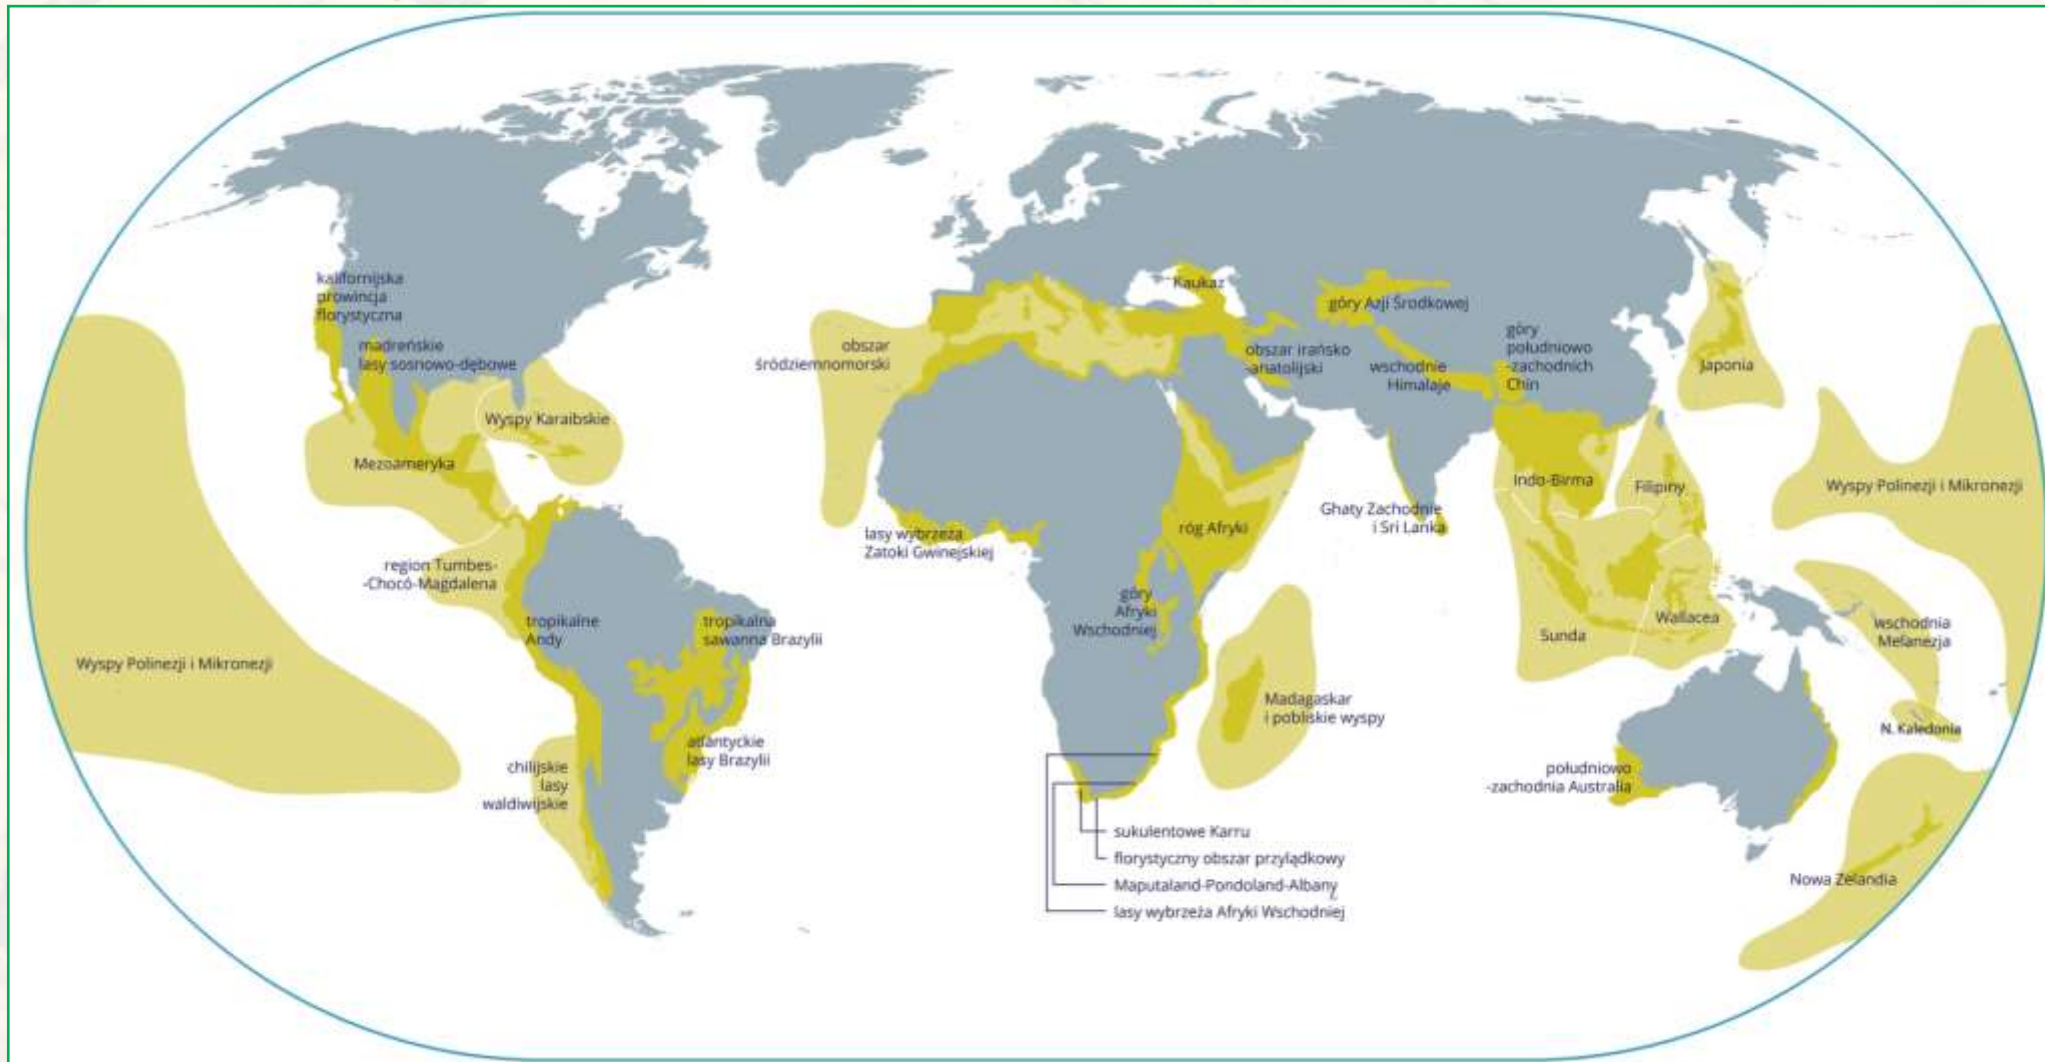 kalifornijska
prowincja
florystyczna
madreńskie
lasy sosnowo-dębowe
Wyspy Karaibskie
Mezoameryka
region Tumbes-
-Chocó-Magdalena
tropikalne
Andy
tropikalna
sawanna Brazylii
Wyspy Polinezji i Mikronezji
atlantyckie
lasy Brazylii
chilijskie
lasy
waldiwijskie
obszar
śródziemnomorski
Kaukaz
góry Azji Środkowej
obszar irańsko
-anatolijski
wschodnie
Himalaje
góry
południowo
-zachodnich
Chin
Japonia
lasy wybrzeża
Zatoki Gwinejskiej
róg Afryki
Ghaty Zachodnie
i Sri Lanka
Indo-Birma
Filipiny
Wyspy Polinezji i Mikronezji
góry
Afryki
Wschodniej
Sunda
Wallacea
wschodnia
Melanezja
Madagaskar
i pobliskie wyspy
N. Kaledonia
południowo
-zachodnia Australia
Nowa Zelandia
sukulentowe Karru
florystyczny obszar przylądkowy
Maputaland-Pondoland-Albany
lasy wybrzeża Afryki Wschodniej